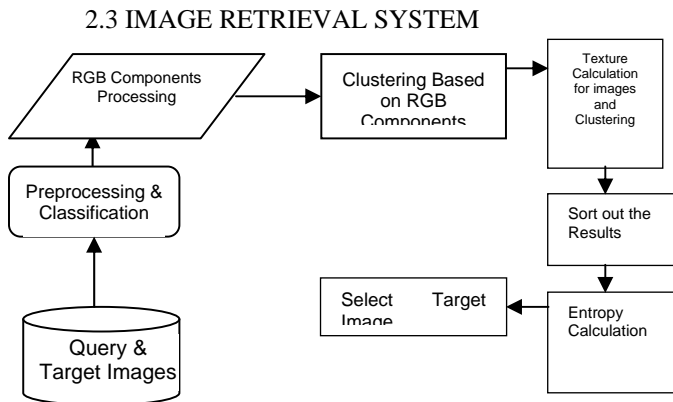 2.3 IMAGE RETRIEVAL SYSTEM
RGB Components
Processing
Clustering Based
on RGB
Components
Texture
Calculation
for images
and
Clustering
Preprocessing &
Classification
Sort out the
Results
Select Target
Image
Entropy
Calculation
Query &
Target Images